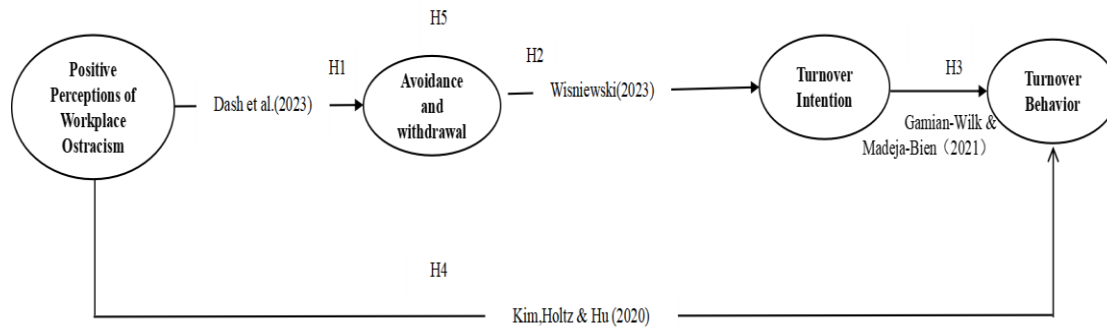 H5
Positive
Perceptions of
Workplace
Ostracism
H1
Dash et al.(2023)
Avoidance
and
withdrawal
H2
Wisniewski(2023)
Turnover
Intention
H3
Gamian-Wilk &
Madeja-Bien（2021）
Turnover
Behavior
H4
Kim,Holtz & Hu (2020)